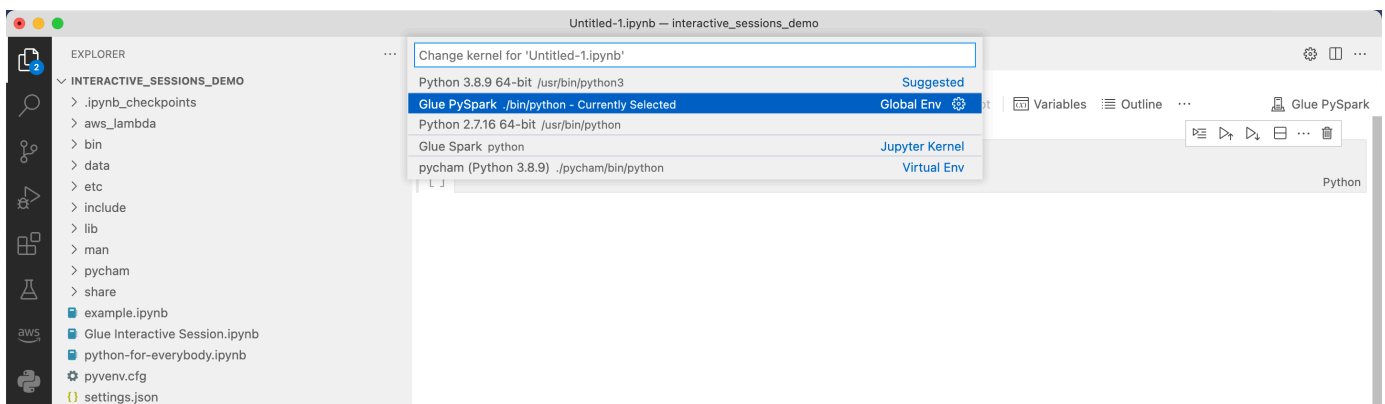 Untitled-1.ipynb — interactive_sessions_demo
2
EXPLORER
...
INTERACTIVE_SESSIONS_DEMO
.ipynb_checkpoints
aws_lambda
bin
data
etc
include
lib
man
pycham
share
example.ipynb
Glue Interactive Session.ipynb
python-for-everybody.ipynb
pyvenv.cfg
{} settings.json
aws
Change kernel for 'Untitled-1.ipynb'
Python 3.8.9 64-bit /usr/bin/python3 Suggested
Glue PySpark ./bin/python - Currently Selected Global Env
Python 2.7.16 64-bit /usr/bin/python
Glue Spark python Jupyter Kernel
pycham (Python 3.8.9) ./pycham/bin/python Virtual Env
...
Variables Outline ... Glue PySpark
...
[ ]
Python